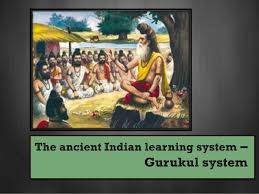 The ancient Indian learning system –
Gurukul system